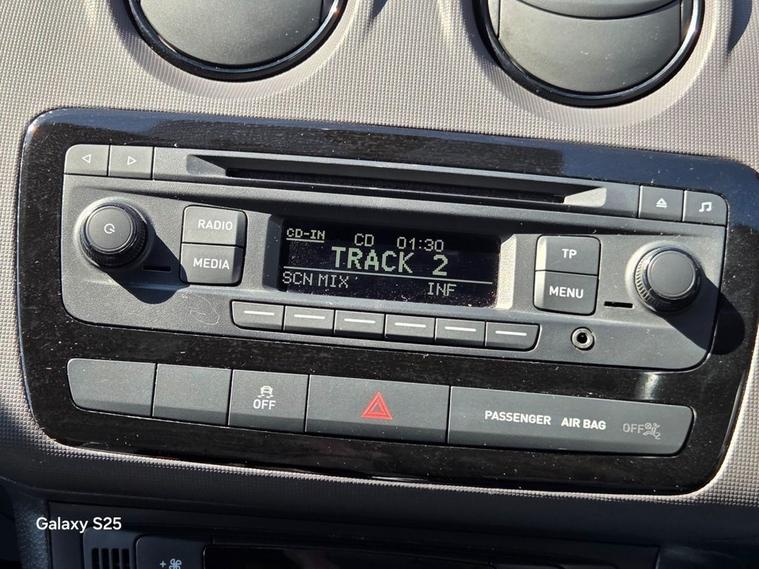 RADIO
MEDIA
CD-IN CD 01:30
TRACK 2
SCN MIX INF
TP
MENU
OFF
PASSENGER AIR BAG OFF
Galaxy S25